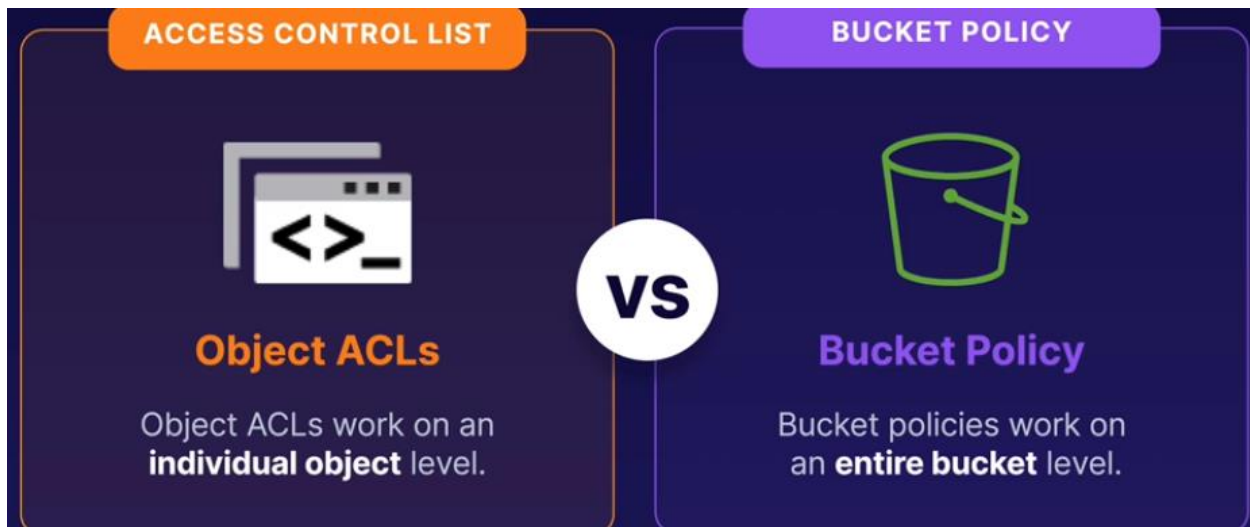 ACCESS CONTROL LIST
<>_
Object ACLs
Object ACLs work on an
individual object level.
vs
BUCKET POLICY
Bucket Policy
Bucket policies work on
an entire bucket level.